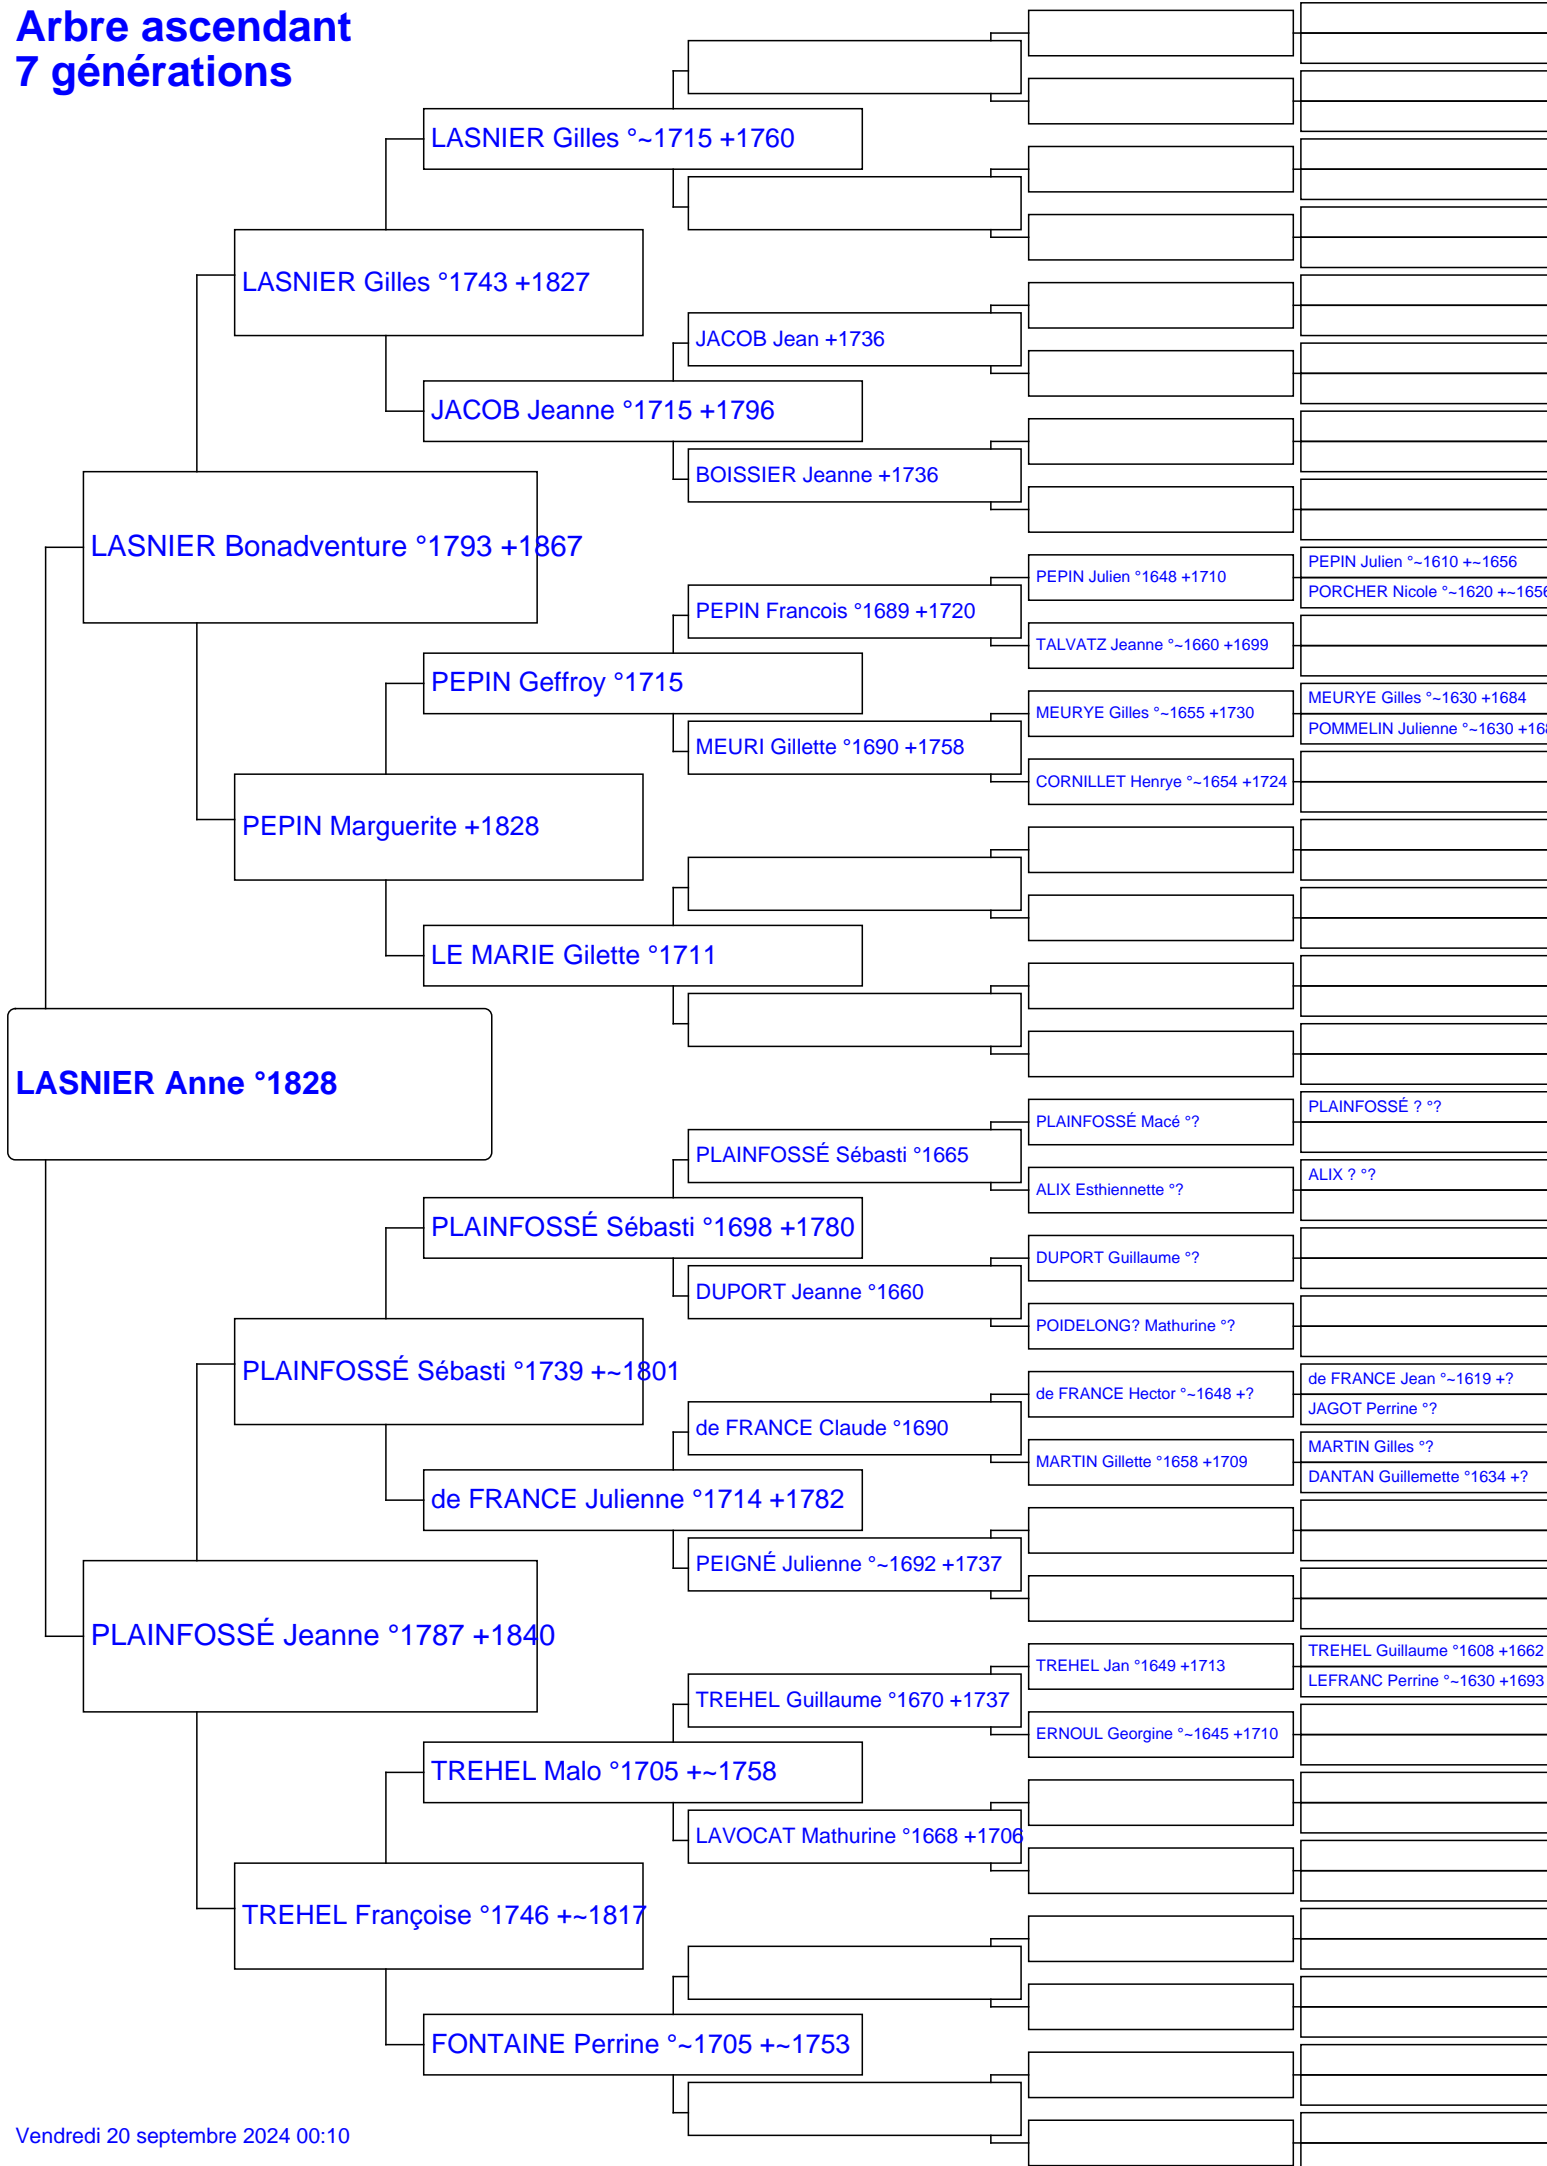 Arbre ascendant
7 générations
LASNIER Gilles °~1715 +1760
LASNIER Gilles °1743 +1827
JACOB Jean +1736
JACOB Jeanne °1715 +1796
BOISSIER Jeanne +1736
LASNIER Bonadventure °1793 +1867
PEPIN Julien °~1610 +~1656
PEPIN Julien °1648 +1710
PORCHER Nicole °~1620 +~1656
PEPIN Francois °1689 +1720
TALVATZ Jeanne °~1660 +1699
PEPIN Geffroy °1715
MEURYE Gilles °~1630 +1684
MEURYE Gilles °~1655 +1730
POMMELIN Julienne °~1630 +168
MEURI Gillette °1690 +1758
CORNILLET Henrye °~1654 +1724
PEPIN Marguerite +1828
LE MARIE Gilette °1711
LASNIER Anne °1828
PLAINFOSSÉ ? °?
PLAINFOSSÉ Macé °?
PLAINFOSSÉ Sébasti °1665
ALIX ? °?
ALIX Esthiennette °?
PLAINFOSSÉ Sébasti °1698 +1780
DUPORT Guillaume °?
DUPORT Jeanne °1660
POIDELONG? Mathurine °?
PLAINFOSSÉ Sébasti °1739 +~1801
de FRANCE Jean °~1619 +?
de FRANCE Hector °~1648 +?
JAGOT Perrine °?
de FRANCE Claude °1690
MARTIN Gilles °?
MARTIN Gillette °1658 +1709
DANTAN Guillemette °1634 +?
de FRANCE Julienne °1714 +1782
PEIGNÉ Julienne °~1692 +1737
PLAINFOSSÉ Jeanne °1787 +1840
TREHEL Guillaume °1608 +1662
TREHEL Jan °1649 +1713
LEFRANC Perrine °~1630 +1693
TREHEL Guillaume °1670 +1737
ERNOUL Georgine °~1645 +1710
TREHEL Malo °1705 +~1758
LAVOCAT Mathurine °1668 +1706
TREHEL Françoise °1746 +~1817
FONTAINE Perrine °~1705 +~1753
Vendredi 20 septembre 2024 00:10